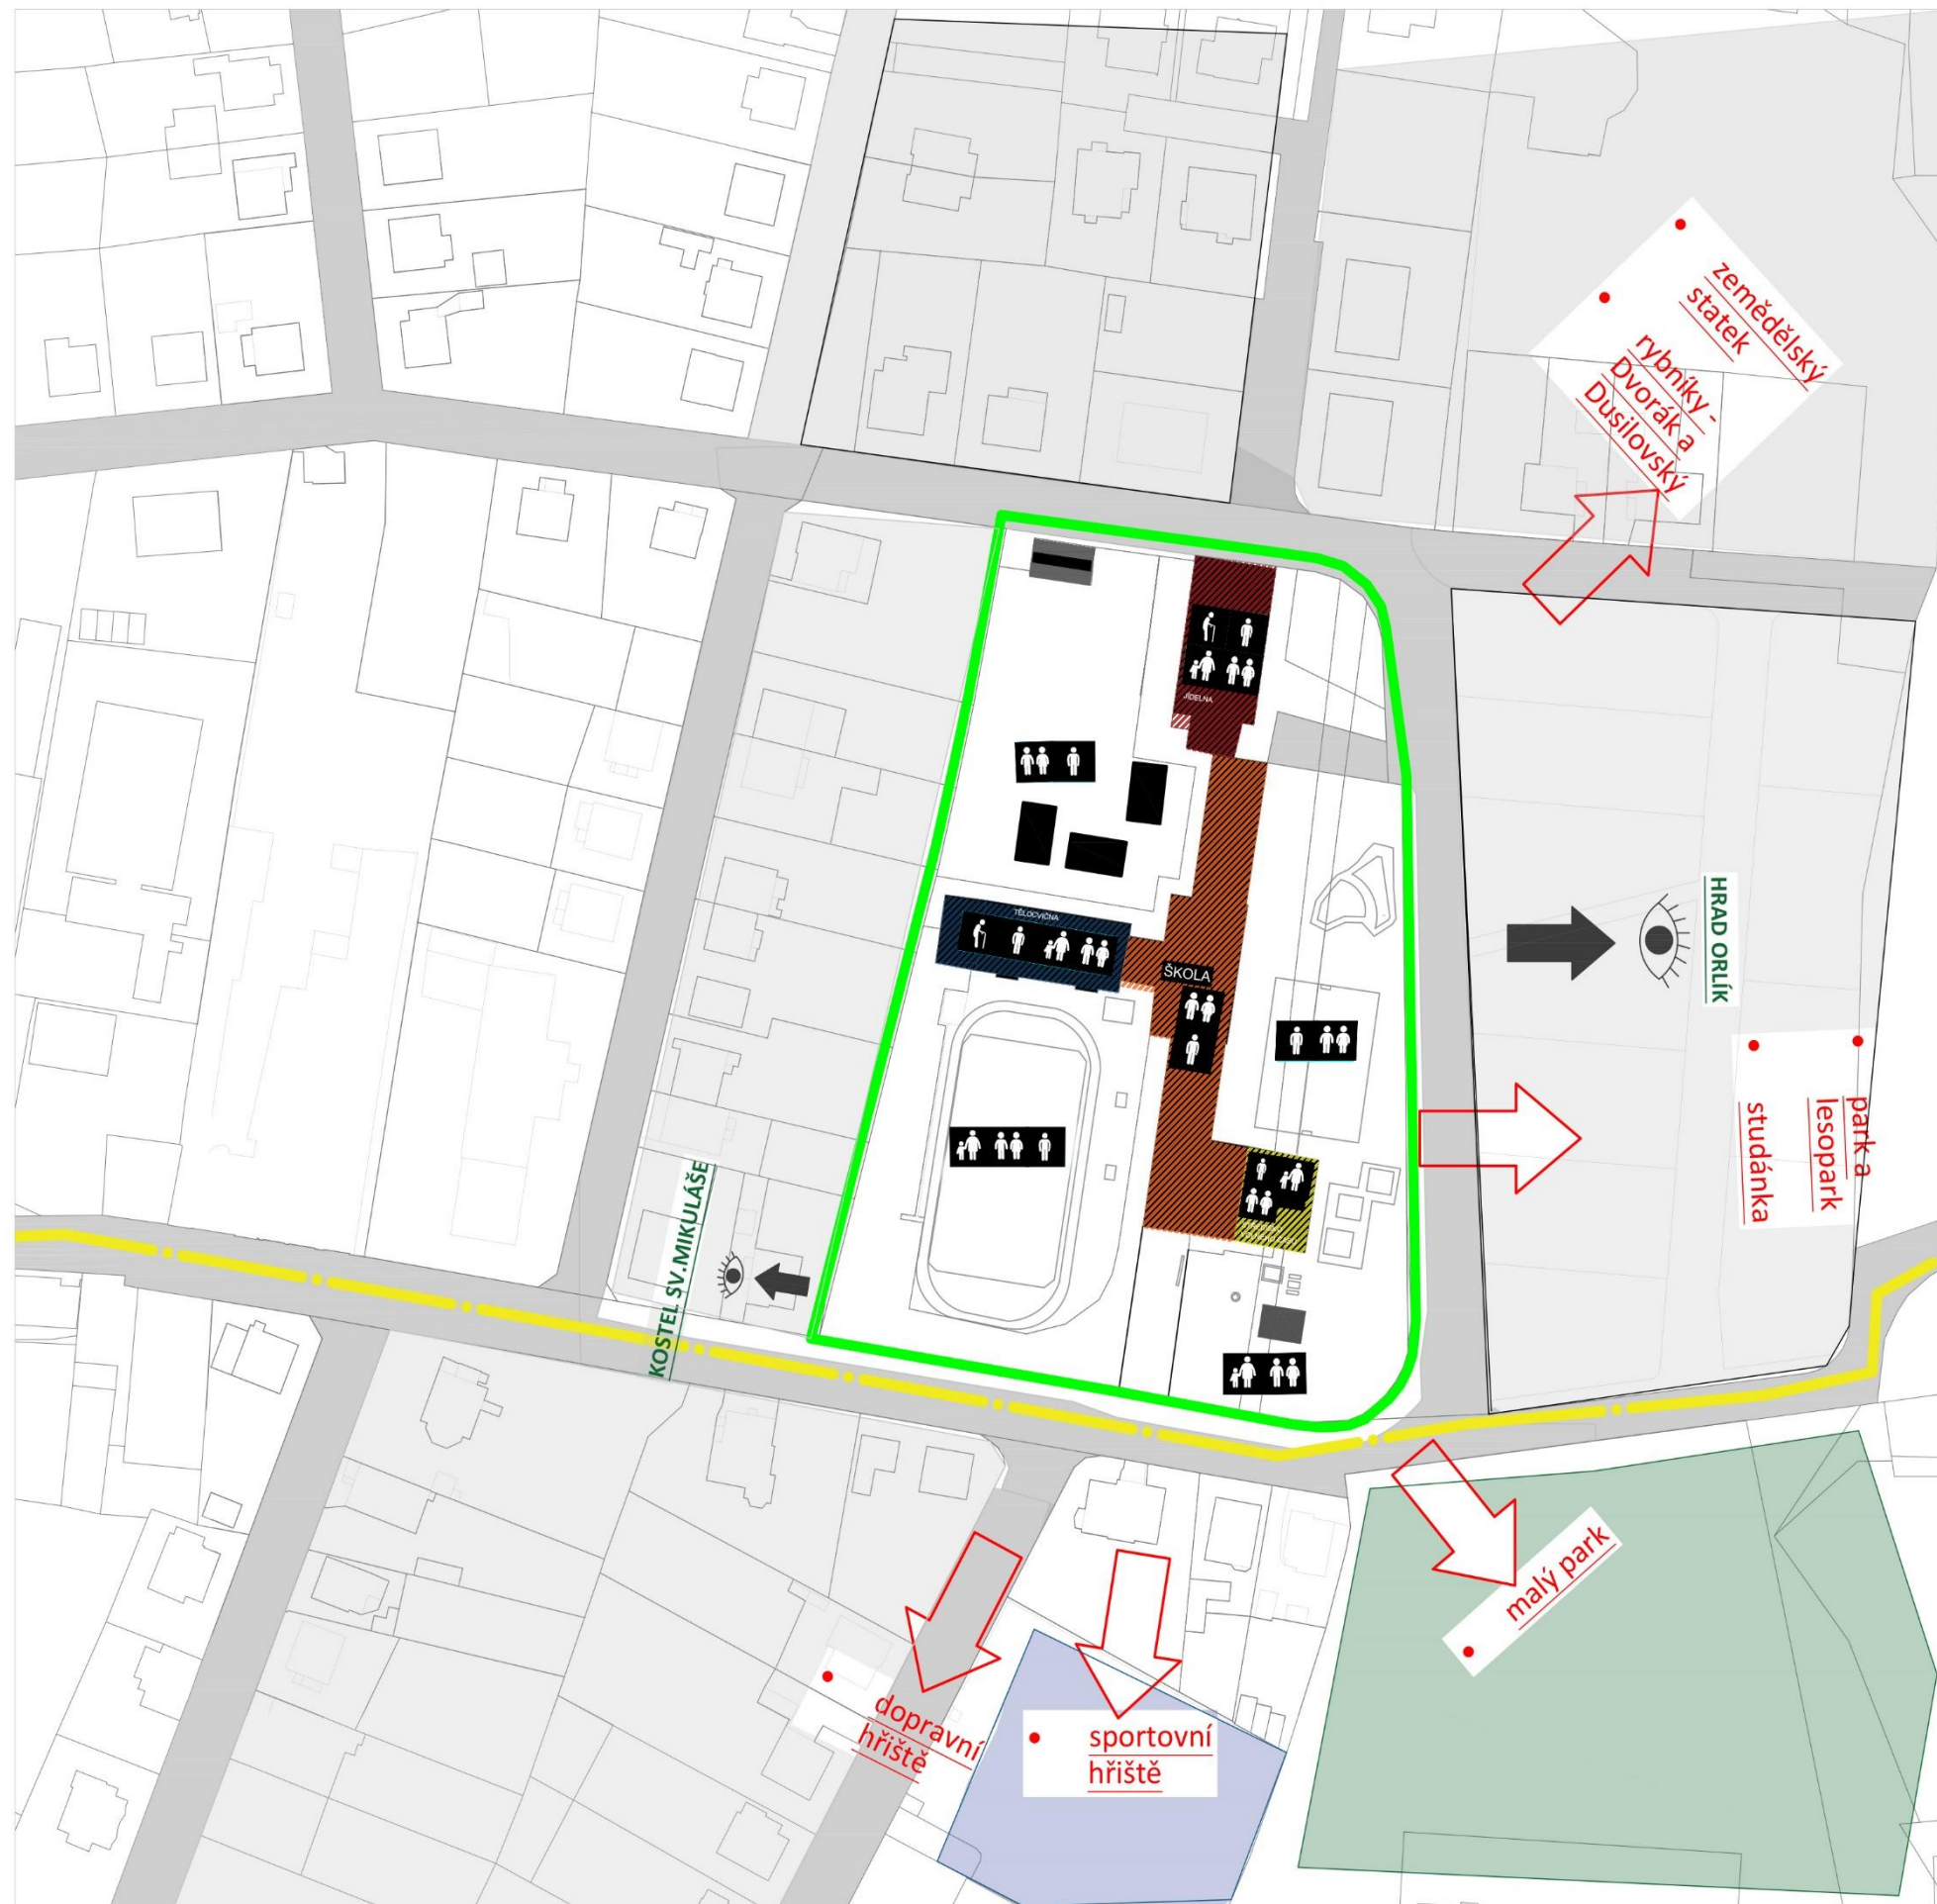 zemědělský
statek
rybníky -
Dvorák a
Dusilovský
JÍDELNA
TĚLOCVIČNA
ŠKOLA
HRAD ORLÍK
park a
lesopark
studánka
KOSTEL SV.MIKULÁŠE
malý park
dopravní
hřiště
sportovní
hřiště